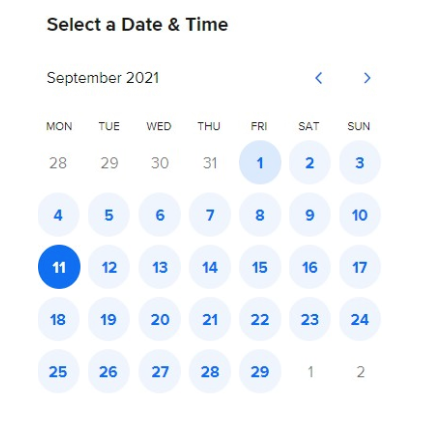 Select a Date & Time
September 2021
MON TUE WED THU FRI SAT SUN
28 29 30 31 1 2 3
4 5 6 7 8 9 10
11 12 13 14 15 16 17
18 19 20 21 22 23 24
25 26 27 28 29 1 2